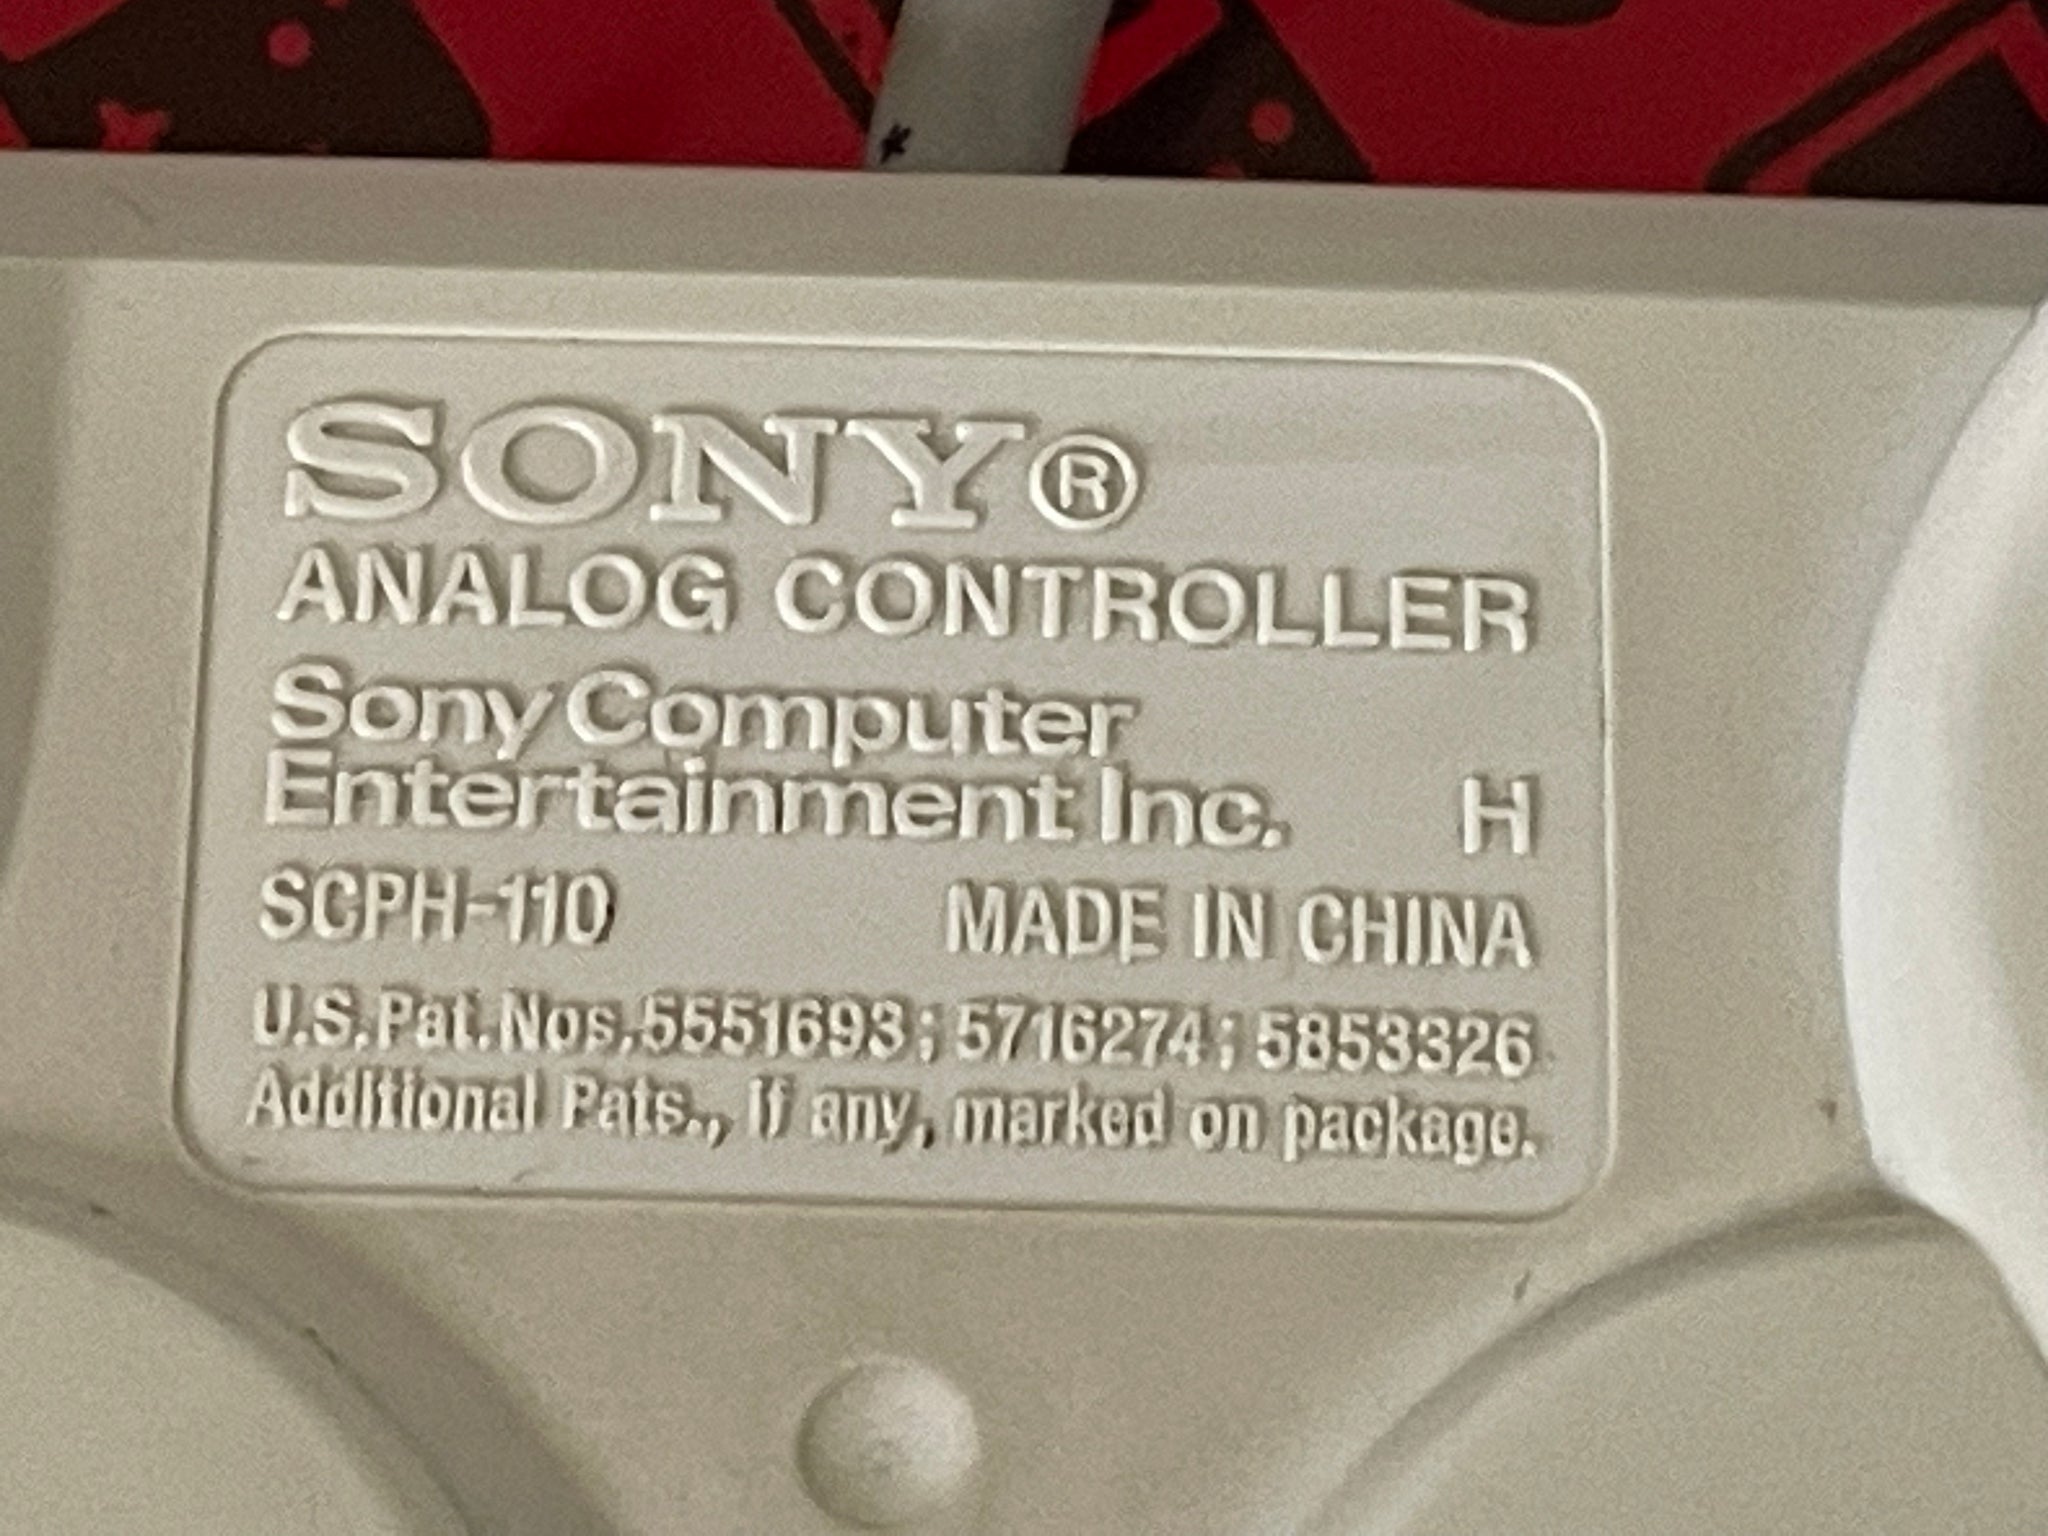 SONY®
ANALOG CONTROLLER
Sony Computer
Entertainment Inc. H
SCPH-110 MADE IN CHINA
U.S.Pat.Nos.5551693; 5716274; 5853326
Additional Pats., if any, marked on package.